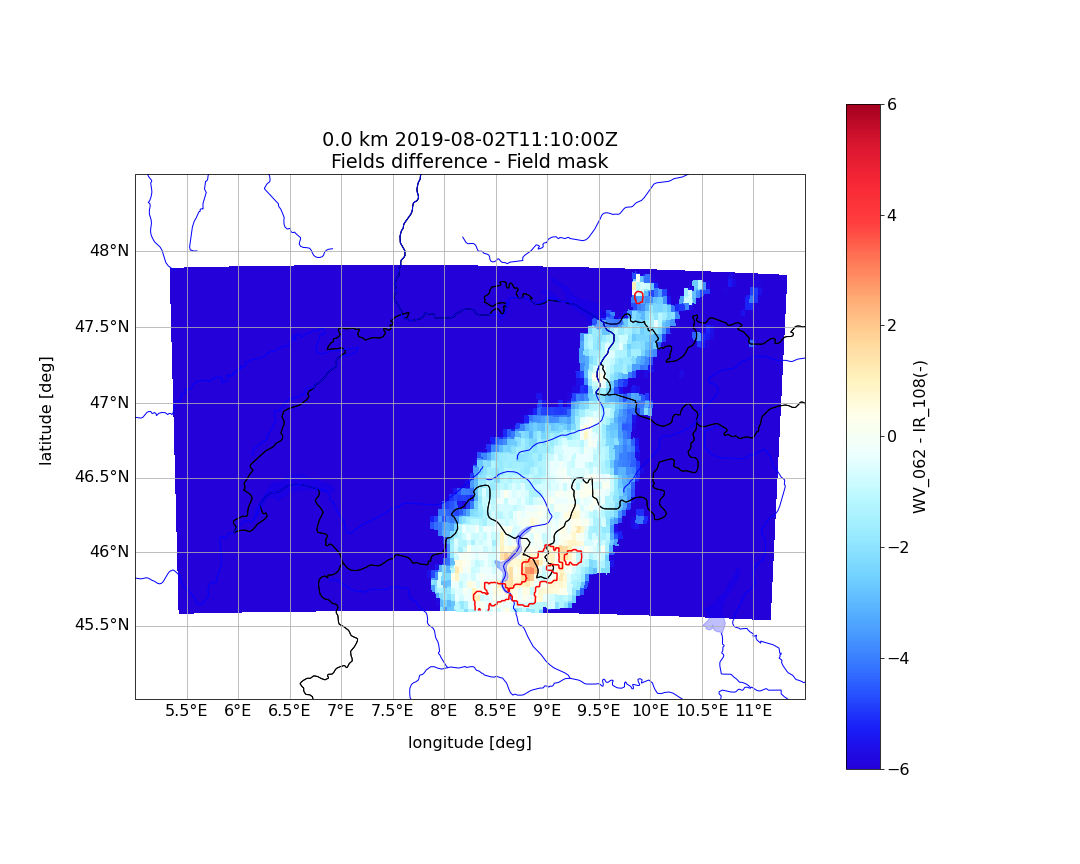 0.0 km 2019-08-02T11:10:00Z
Fields difference - Field mask
6
4
2
0
−2
−4
−6
WV_062 - IR_108(-)
48°N
47.5°N
47°N
46.5°N
46°N
45.5°N
latitude [deg]
5.5°E 6°E 6.5°E 7°E 7.5°E 8°E 8.5°E 9°E 9.5°E 10°E 10.5°E 11°E
longitude [deg]